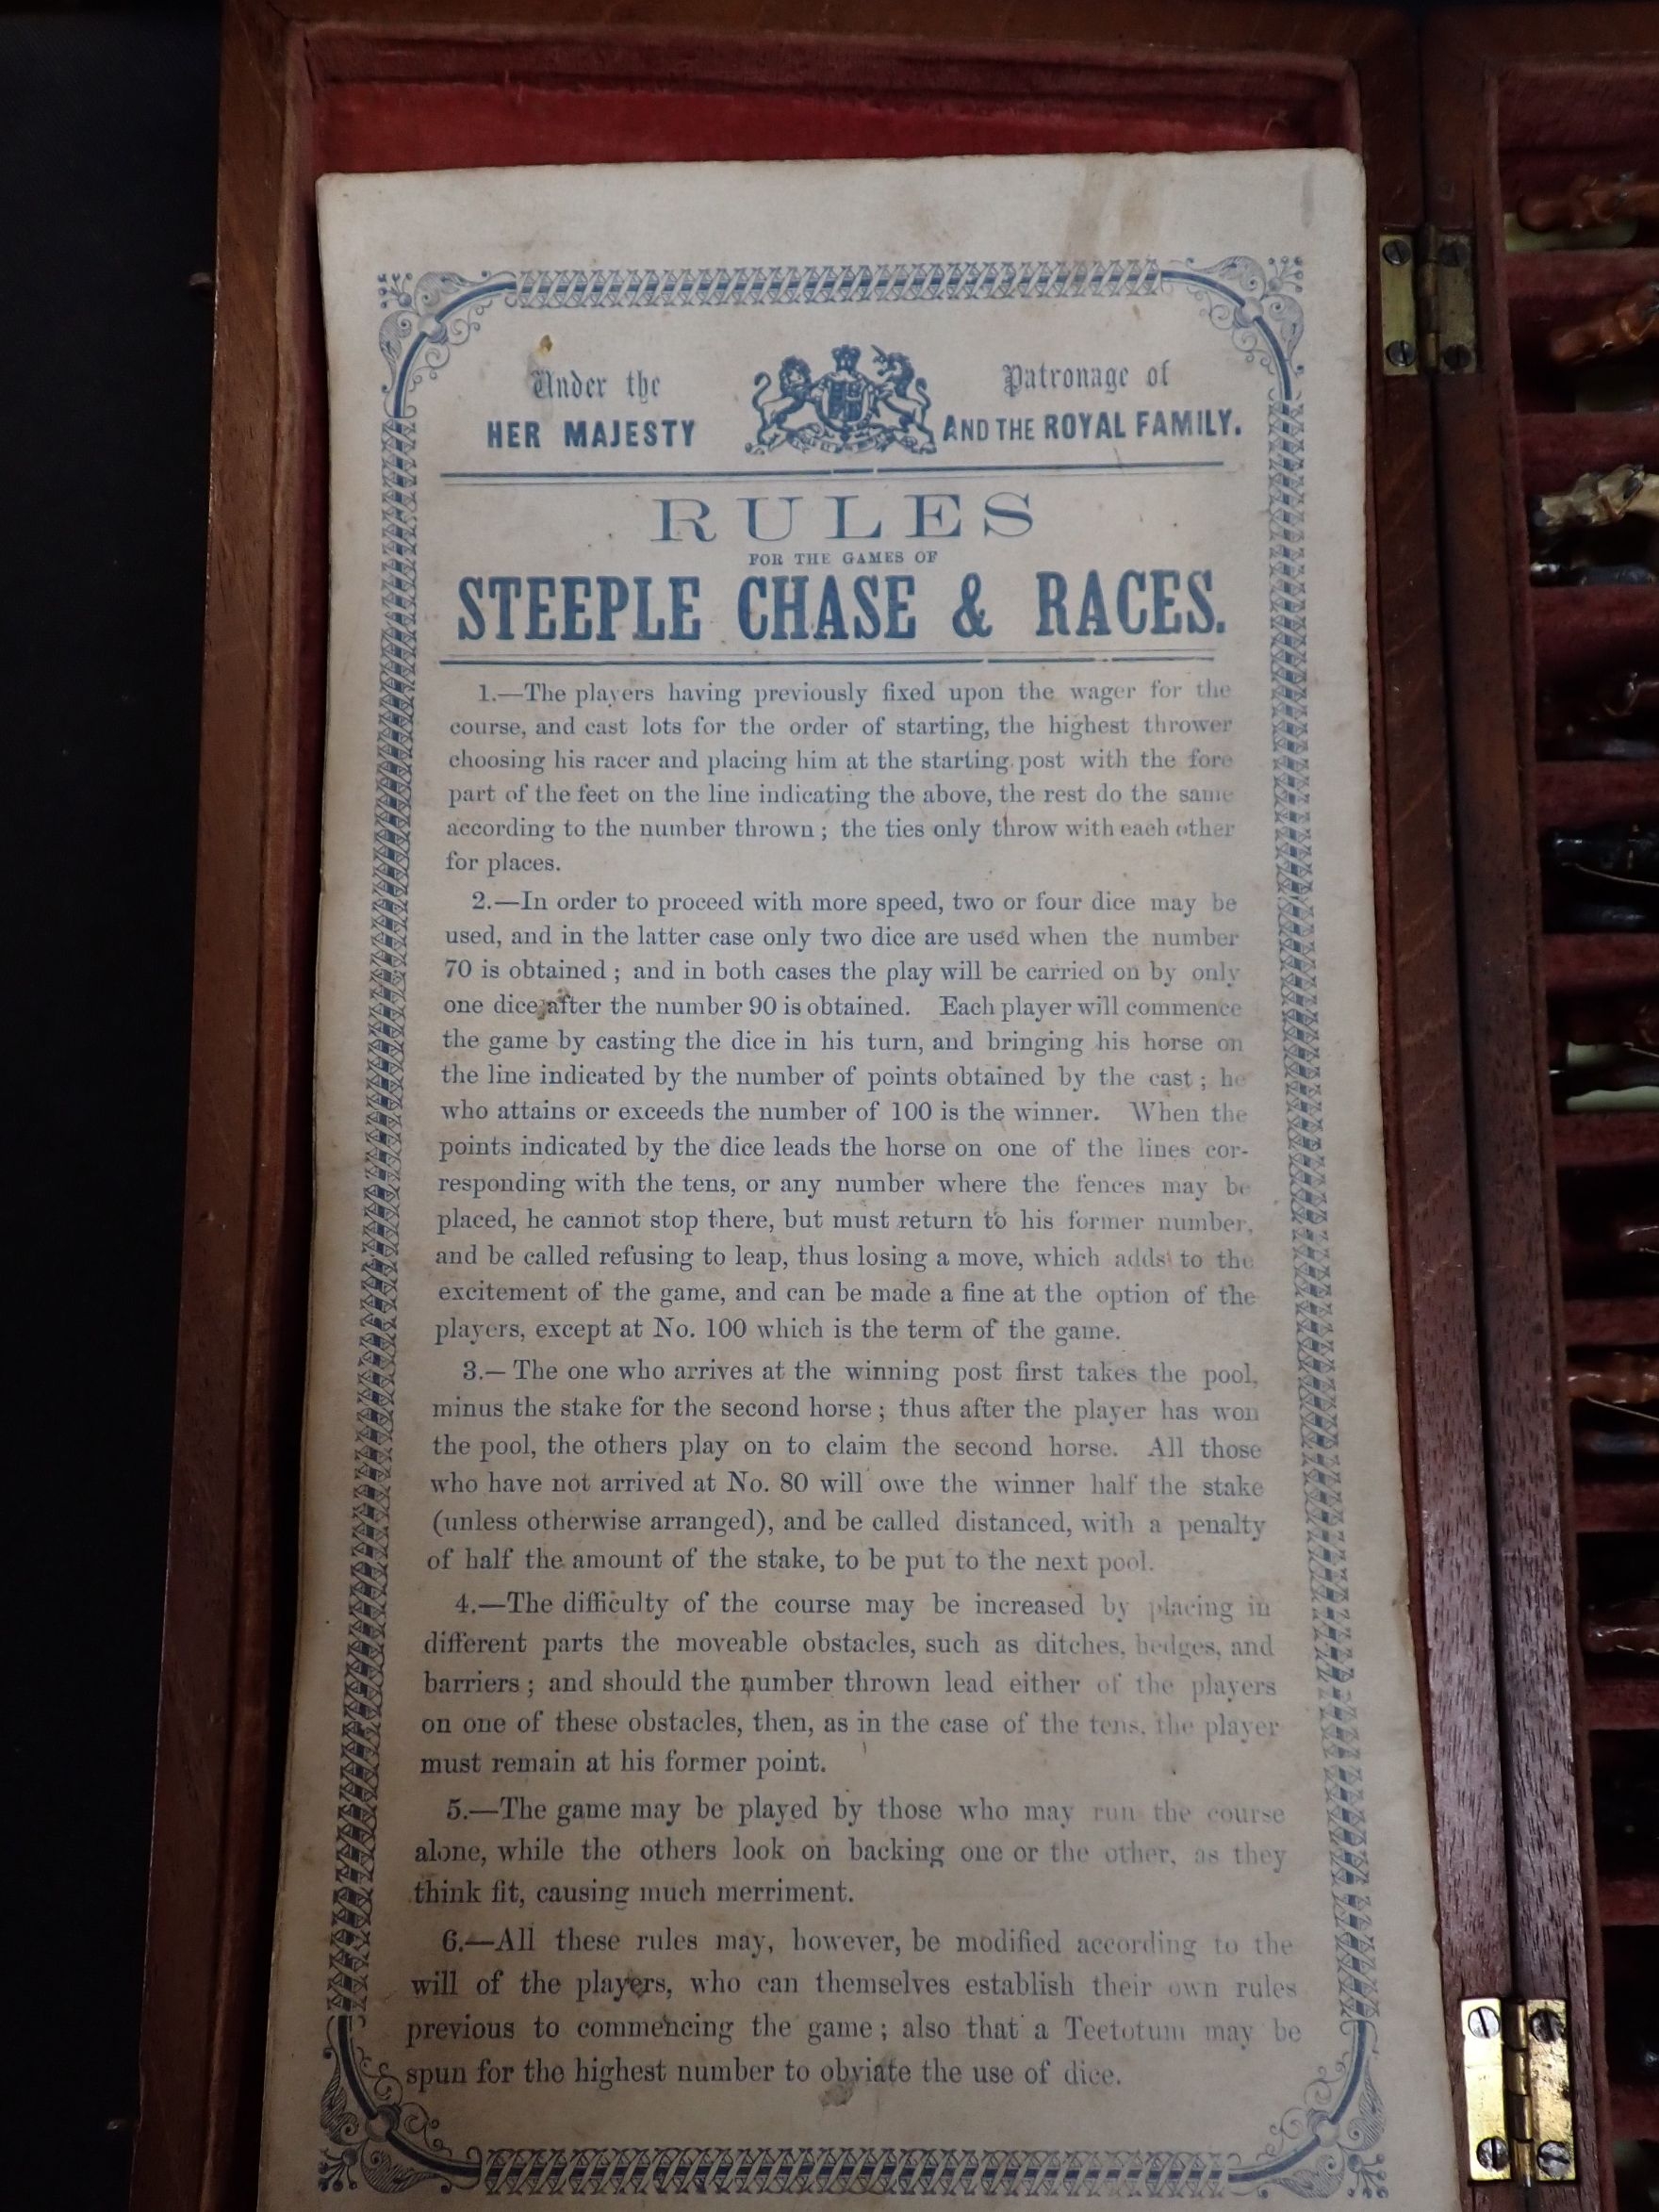 Under the Patronage of
HER MAJESTY AND THE ROYAL FAMILY.
RULES
FOR THE GAMES OF
STEEPLE CHASE & RACES.
1.—The players having previously fixed upon the wager for the
course, and cast lots for the order of starting, the highest thrower
choosing his racer and placing him at the starting post with the fore
part of the feet on the line indicating the above, the rest do the same
according to the number thrown; the ties only throw with each other
for places.
2.—In order to proceed with more speed, two or four dice may be
used, and in the latter case only two dice are used when the number
70 is obtained; and in both cases the play will be carried on by only
one dice after the number 90 is obtained. Each player will commence
the game by casting the dice in his turn, and bringing his horse on
the line indicated by the number of points obtained by the cast; he
who attains or exceeds the number of 100 is the winner. When the
points indicated by the dice leads the horse on one of the lines cor-
responding with the tens, or any number where the fences may be
placed, he cannot stop there, but must return to his former number,
and be called refusing to leap, thus losing a move, which adds to the
excitement of the game, and can be made a fine at the option of the
players, except at No. 100 which is the term of the game.
3.—The one who arrives at the winning post first takes the pool,
minus the stake for the second horse; thus after the player has won
the pool, the others play on to claim the second horse. All those
who have not arrived at No. 80 will owe the winner half the stake
(unless otherwise arranged), and be called distanced, with a penalty
of half the amount of the stake, to be put to the next pool.
4.—The difficulty of the course may be increased by placing in
different parts the moveable obstacles, such as ditches, hedges, and
barriers; and should the number thrown lead either of the players
on one of these obstacles, then, as in the case of the tens, the player
must remain at his former point.
5.—The game may be played by those who may run the course
alone, while the others look on backing one or the other, as they
think fit, causing much merriment.
6.—All these rules may, however, be modified according to the
will of the players, who can themselves establish their own rules
previous to commencing the game; also that a Teetotum may be
spun for the highest number to obviate the use of dice.